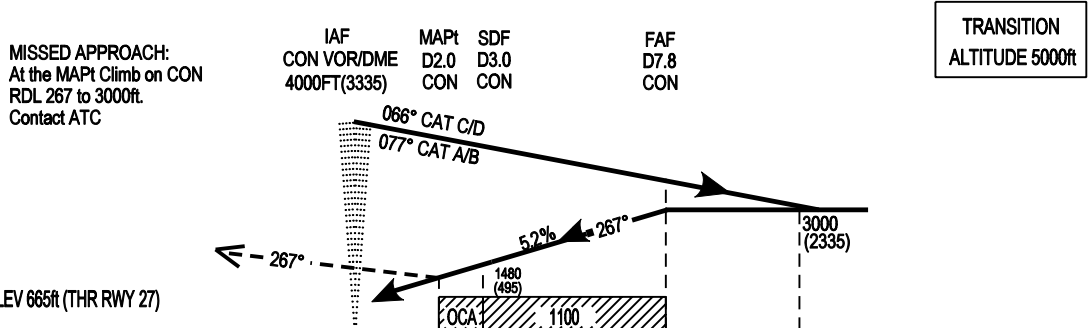 TRANSITION
ALTITUDE 5000ft
MISSED APPROACH:
At the MAPt Climb on CON
RDL 267 to 3000ft.
Contact ATC
IAF
CON VOR/DME
4000FT(3335)
MAPt
D2.0
CON
SDF
D3.0
CON
FAF
D7.8
CON
066° CAT C/D
077° CAT A/B
3000
(2335)
5.2%
267°
267°
1480
(495)
LEV 665ft (THR RWY 27)
OCA
1100